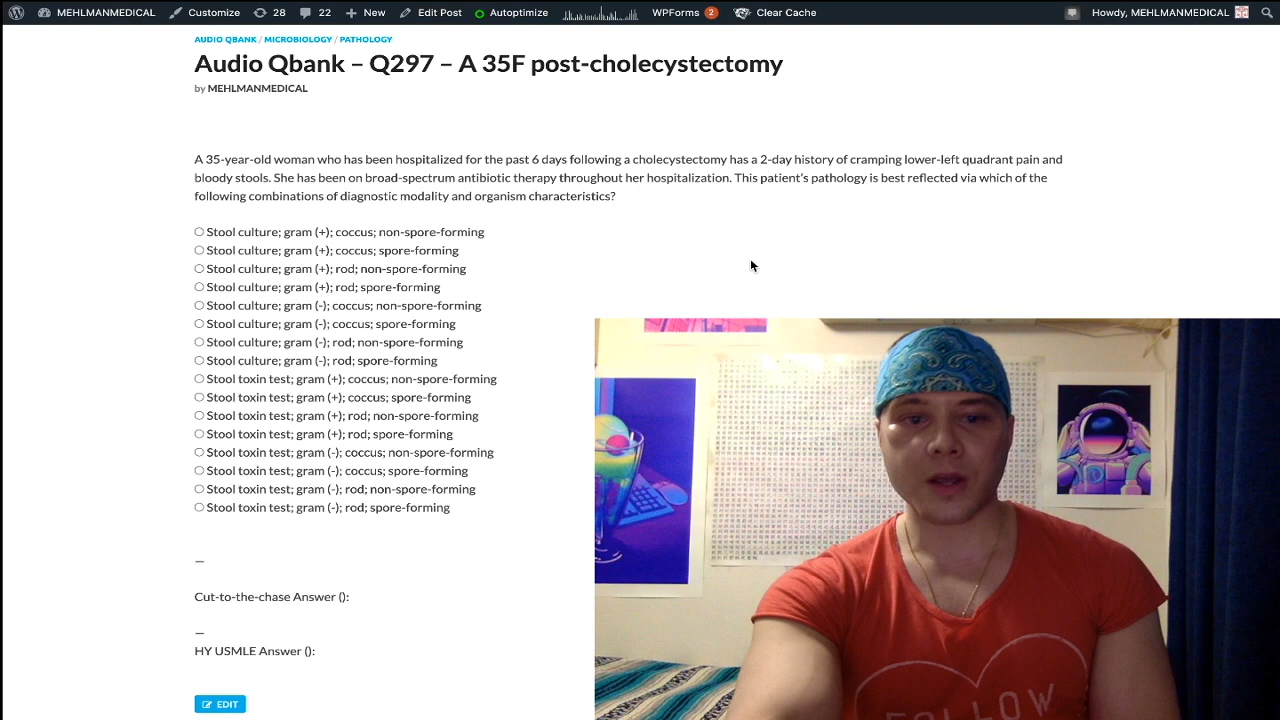 MEHLMANMEDICAL Customize 28 22 New Edit Post Autoptimize WPForms 2 Clear Cache Howdy, MEHLMANMEDICAL
AUDIO QBANK / MICROBIOLOGY / PATHOLOGY
Audio Qbank – Q297 – A 35F post-cholecystectomy
by MEHLMANMEDICAL
A 35-year-old woman who has been hospitalized for the past 6 days following a cholecystectomy has a 2-day history of cramping lower-left quadrant pain and
bloody stools. She has been on broad-spectrum antibiotic therapy throughout her hospitalization. This patient's pathology is best reflected via which of the
following combinations of diagnostic modality and organism characteristics?
Stool culture; gram (+); coccus; non-spore-forming
Stool culture; gram (+); coccus; spore-forming
Stool culture; gram (+); rod; non-spore-forming
Stool culture; gram (+); rod; spore-forming
Stool culture; gram (-); coccus; non-spore-forming
Stool culture; gram (-); coccus; spore-forming
Stool culture; gram (-); rod; non-spore-forming
Stool culture; gram (-); rod; spore-forming
Stool toxin test; gram (+); coccus; non-spore-forming
Stool toxin test; gram (+); coccus; spore-forming
Stool toxin test; gram (+); rod; non-spore-forming
Stool toxin test; gram (+); rod; spore-forming
Stool toxin test; gram (-); coccus; non-spore-forming
Stool toxin test; gram (-); coccus; spore-forming
Stool toxin test; gram (-); rod; non-spore-forming
Stool toxin test; gram (-); rod; spore-forming
—
Cut-to-the-chase Answer ():
—
HY USMLE Answer ():
EDIT
FOLLOW